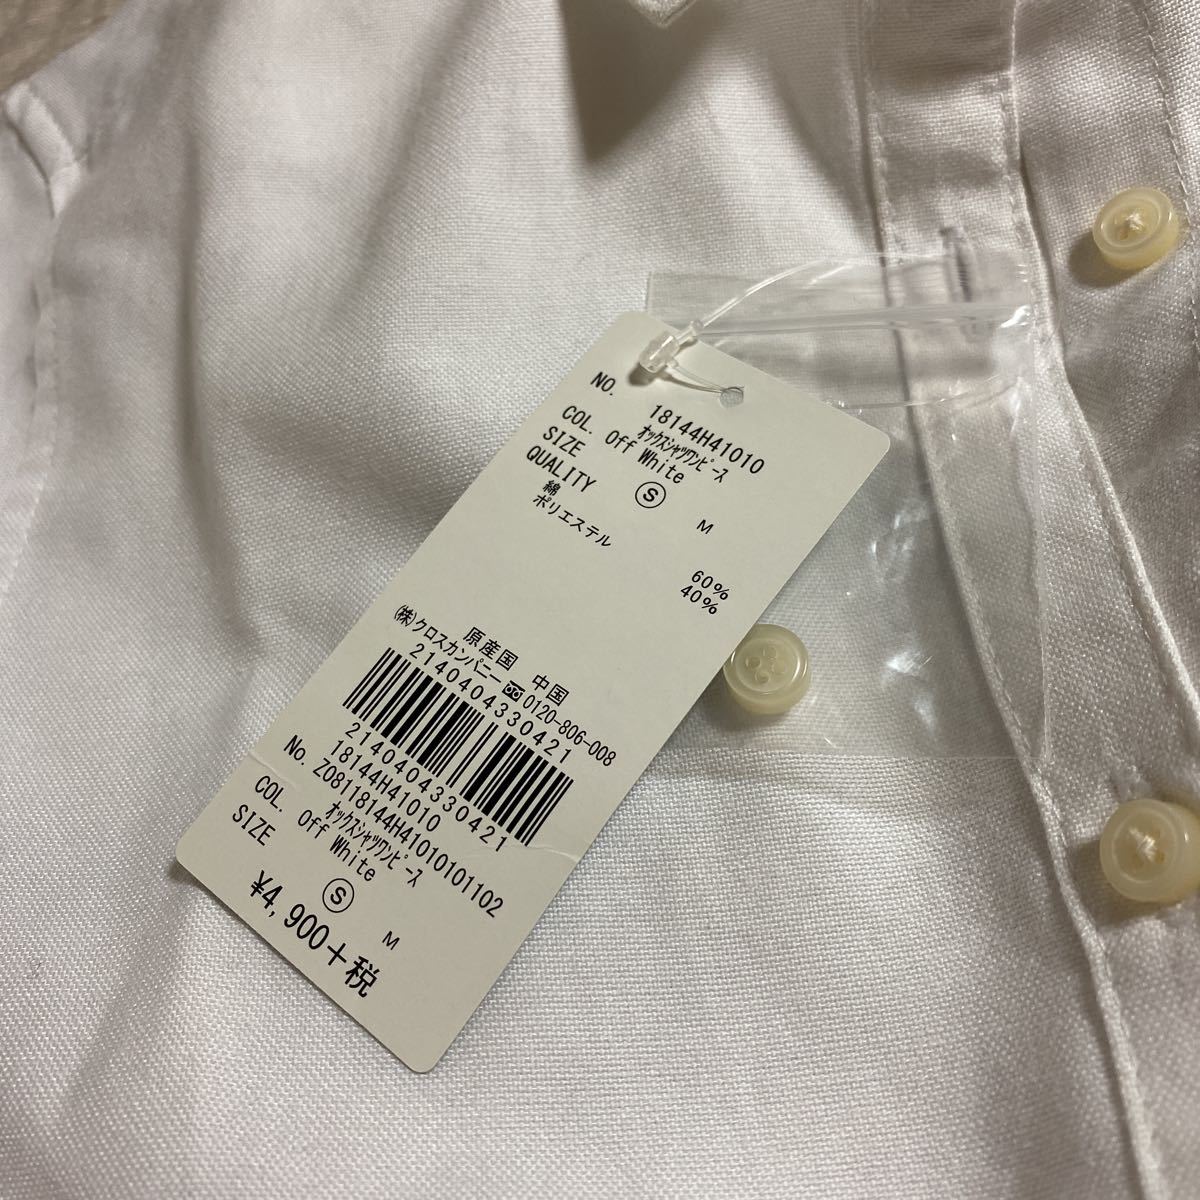 NO. 18144H41010
オックスシャツワンピース
COL. Off White
SIZE S M
QUALITY
綿 60%
ポリエステル 40%
原産国 中国
(株)クロスカンパニー 0120-806-008
2140404330421
2140404330421
18144H41010
No. Z08118144H41010101102
オックスシャツワンピース
COL. Off White
SIZE S M
¥4,900+税